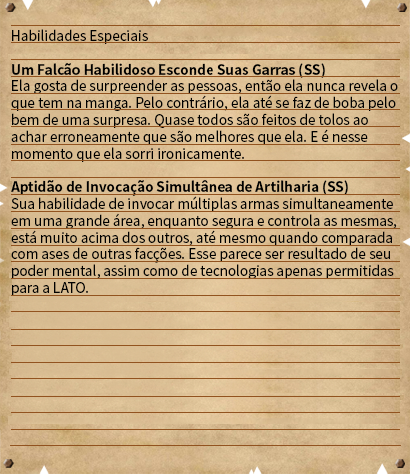 Habilidades Especiais
Um Falcão Habilidoso Esconde Suas Garras (SS)
Ela gosta de surpreender as pessoas, então ela nunca revela o
que tem na manga. Pelo contrário, ela até se faz de boba pelo
bem de uma surpresa. Quase todos são feitos de tolos ao
achar erroneamente que são melhores que ela. E é nesse
momento que ela sorri ironicamente.
Aptidão de Invocação Simultânea de Artilharia (SS)
Sua habilidade de invocar múltiplas armas simultaneamente
em uma grande área, enquanto segura e controla as mesmas,
está muito acima dos outros, até mesmo quando comparada
com ases de outras facções. Esse parece ser resultado de seu
poder mental, assim como de tecnologias apenas permitidas
para a LATO.